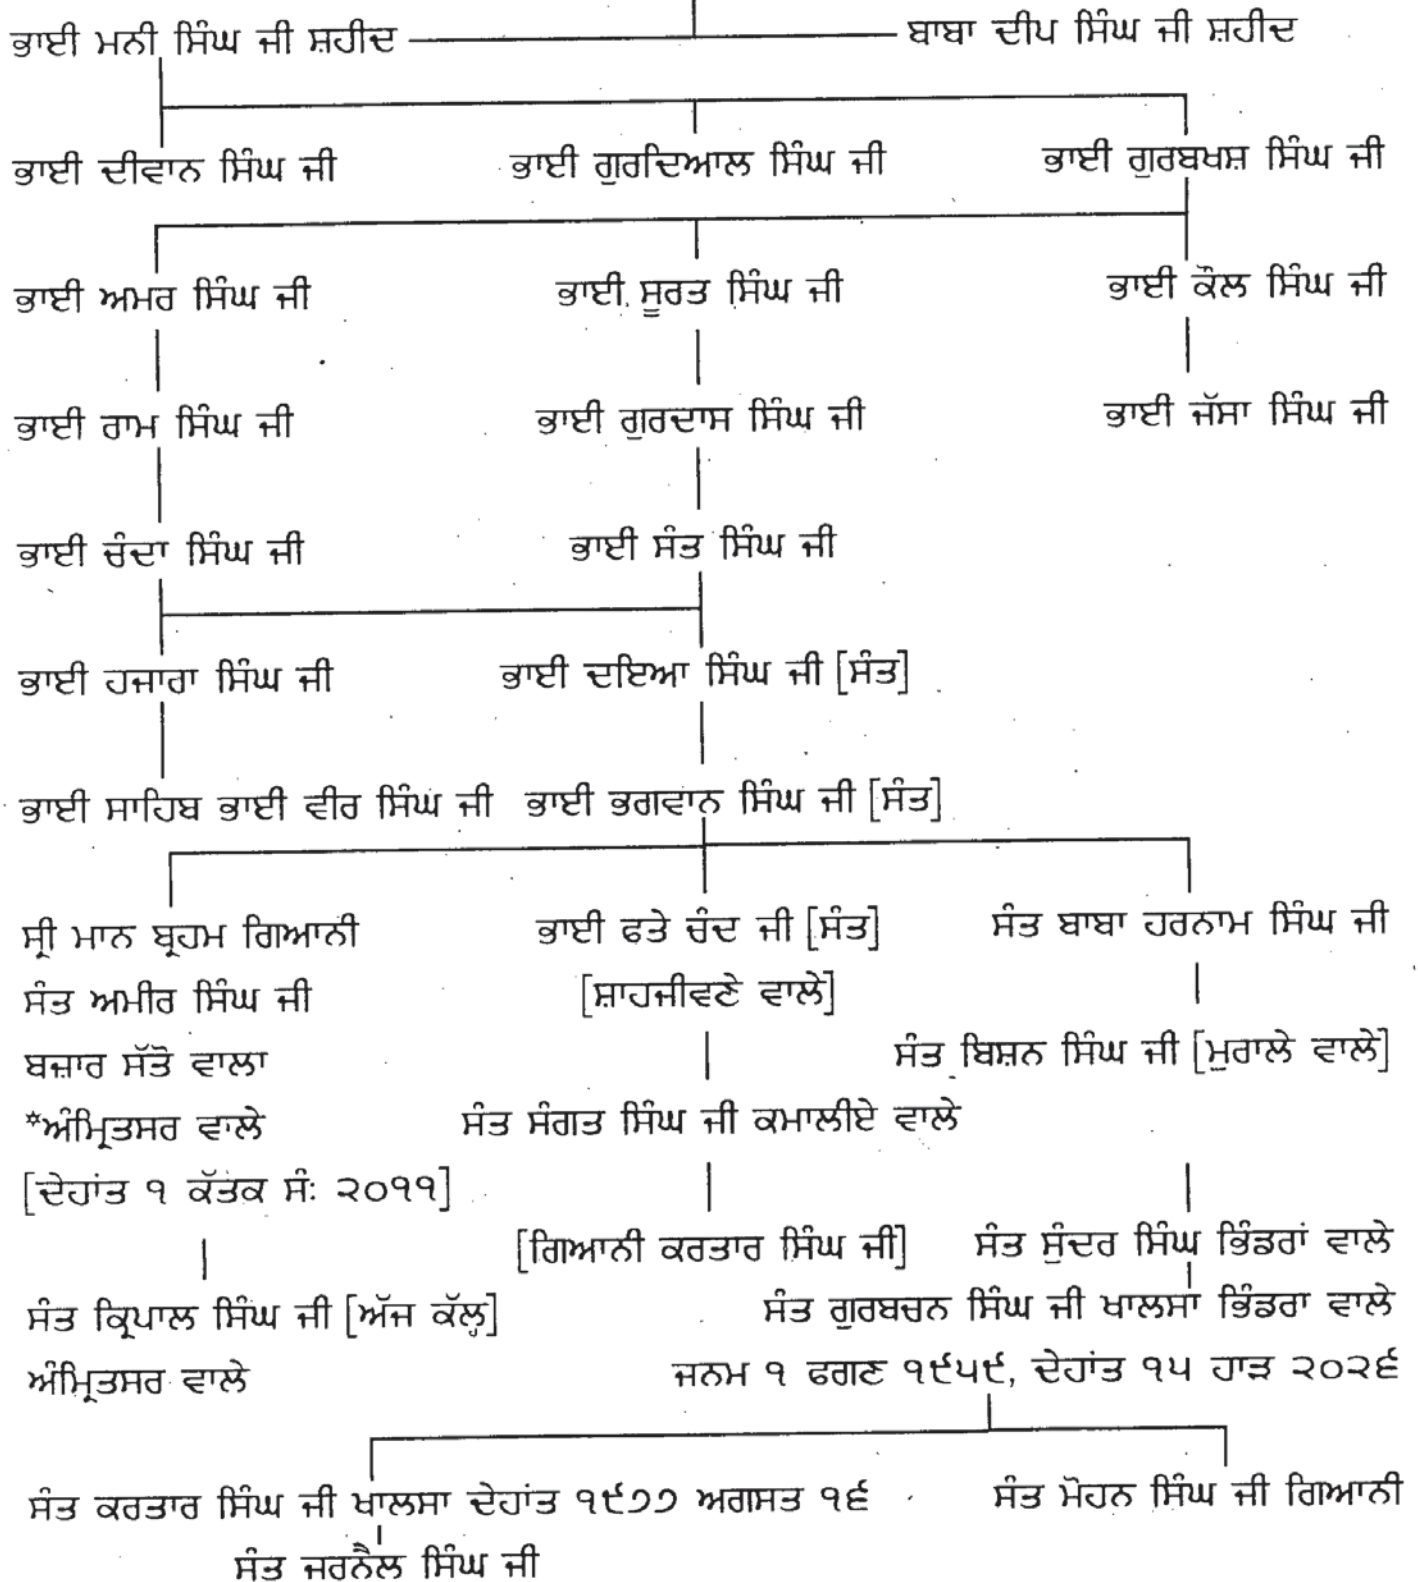 ਭਾਈ ਮਨੀ ਸਿੰਘ ਜੀ ਸ਼ਹੀਦ ਬਾਬਾ ਦੀਪ ਸਿੰਘ ਜੀ ਸ਼ਹੀਦ
ਭਾਈ ਦੀਵਾਨ ਸਿੰਘ ਜੀ ਭਾਈ ਗੁਰਦਿਆਲ ਸਿੰਘ ਜੀ ਭਾਈ ਗੁਰਬਖਸ਼ ਸਿੰਘ ਜੀ
ਭਾਈ ਅਮਰ ਸਿੰਘ ਜੀ ਭਾਈ ਸੂਰਤ ਸਿੰਘ ਜੀ ਭਾਈ ਕੌਲ ਸਿੰਘ ਜੀ
ਭਾਈ ਰਾਮ ਸਿੰਘ ਜੀ ਭਾਈ ਗੁਰਦਾਸ ਸਿੰਘ ਜੀ ਭਾਈ ਜੱਸਾ ਸਿੰਘ ਜੀ
ਭਾਈ ਚੰਦਾ ਸਿੰਘ ਜੀ ਭਾਈ ਸੰਤ ਸਿੰਘ ਜੀ
ਭਾਈ ਹਜਾਰਾ ਸਿੰਘ ਜੀ ਭਾਈ ਦਇਆ ਸਿੰਘ ਜੀ [ਸੰਤ]
ਭਾਈ ਸਾਹਿਬ ਭਾਈ ਵੀਰ ਸਿੰਘ ਜੀ ਭਾਈ ਭਗਵਾਨ ਸਿੰਘ ਜੀ [ਸੰਤ]
ਸ੍ਰੀ ਮਾਨ ਬ੍ਰਹਮ ਗਿਆਨੀ ਭਾਈ ਫਤੇ ਚੰਦ ਜੀ [ਸੰਤ] ਸੰਤ ਬਾਬਾ ਹਰਨਾਮ ਸਿੰਘ ਜੀ
ਸੰਤ ਅਮੀਰ ਸਿੰਘ ਜੀ [ਸ਼ਾਹਜੀਵਣੇ ਵਾਲੇ]
ਬਜ਼ਾਰ ਸੱਤੋ ਵਾਲਾ ਸੰਤ ਬਿਸ਼ਨ ਸਿੰਘ ਜੀ [ਮੁਰਾਲੇ ਵਾਲੇ]
*ਅੰਮ੍ਰਿਤਸਰ ਵਾਲੇ ਸੰਤ ਸੰਗਤ ਸਿੰਘ ਜੀ ਕਮਾਲੀਏ ਵਾਲੇ
[ਦੇਹਾਂਤ ੧ ਕੱਤਕ ਸੰ: ੨੦੧੧]
[ਗਿਆਨੀ ਕਰਤਾਰ ਸਿੰਘ ਜੀ] ਸੰਤ ਸੁੰਦਰ ਸਿੰਘ ਭਿੰਡਰਾਂ ਵਾਲੇ
ਸੰਤ ਕ੍ਰਿਪਾਲ ਸਿੰਘ ਜੀ [ਅੱਜ ਕੱਲ੍ਹ] ਸੰਤ ਗੁਰਬਚਨ ਸਿੰਘ ਜੀ ਖਾਲਸਾ ਭਿੰਡਰਾ ਵਾਲੇ
ਅੰਮ੍ਰਿਤਸਰ ਵਾਲੇ ਜਨਮ ੧ ਫਗਣ ੧੯੫੯, ਦੇਹਾਂਤ ੧੫ ਹਾੜ ੨੦੨੬
ਸੰਤ ਕਰਤਾਰ ਸਿੰਘ ਜੀ ਖਾਲਸਾ ਦੇਹਾਂਤ ੧੯੭੭ ਅਗਸਤ ੧੬ ਸੰਤ ਮੋਹਨ ਸਿੰਘ ਜੀ ਗਿਆਨੀ
ਸੰਤ ਜਰਨੈਲ ਸਿੰਘ ਜੀ